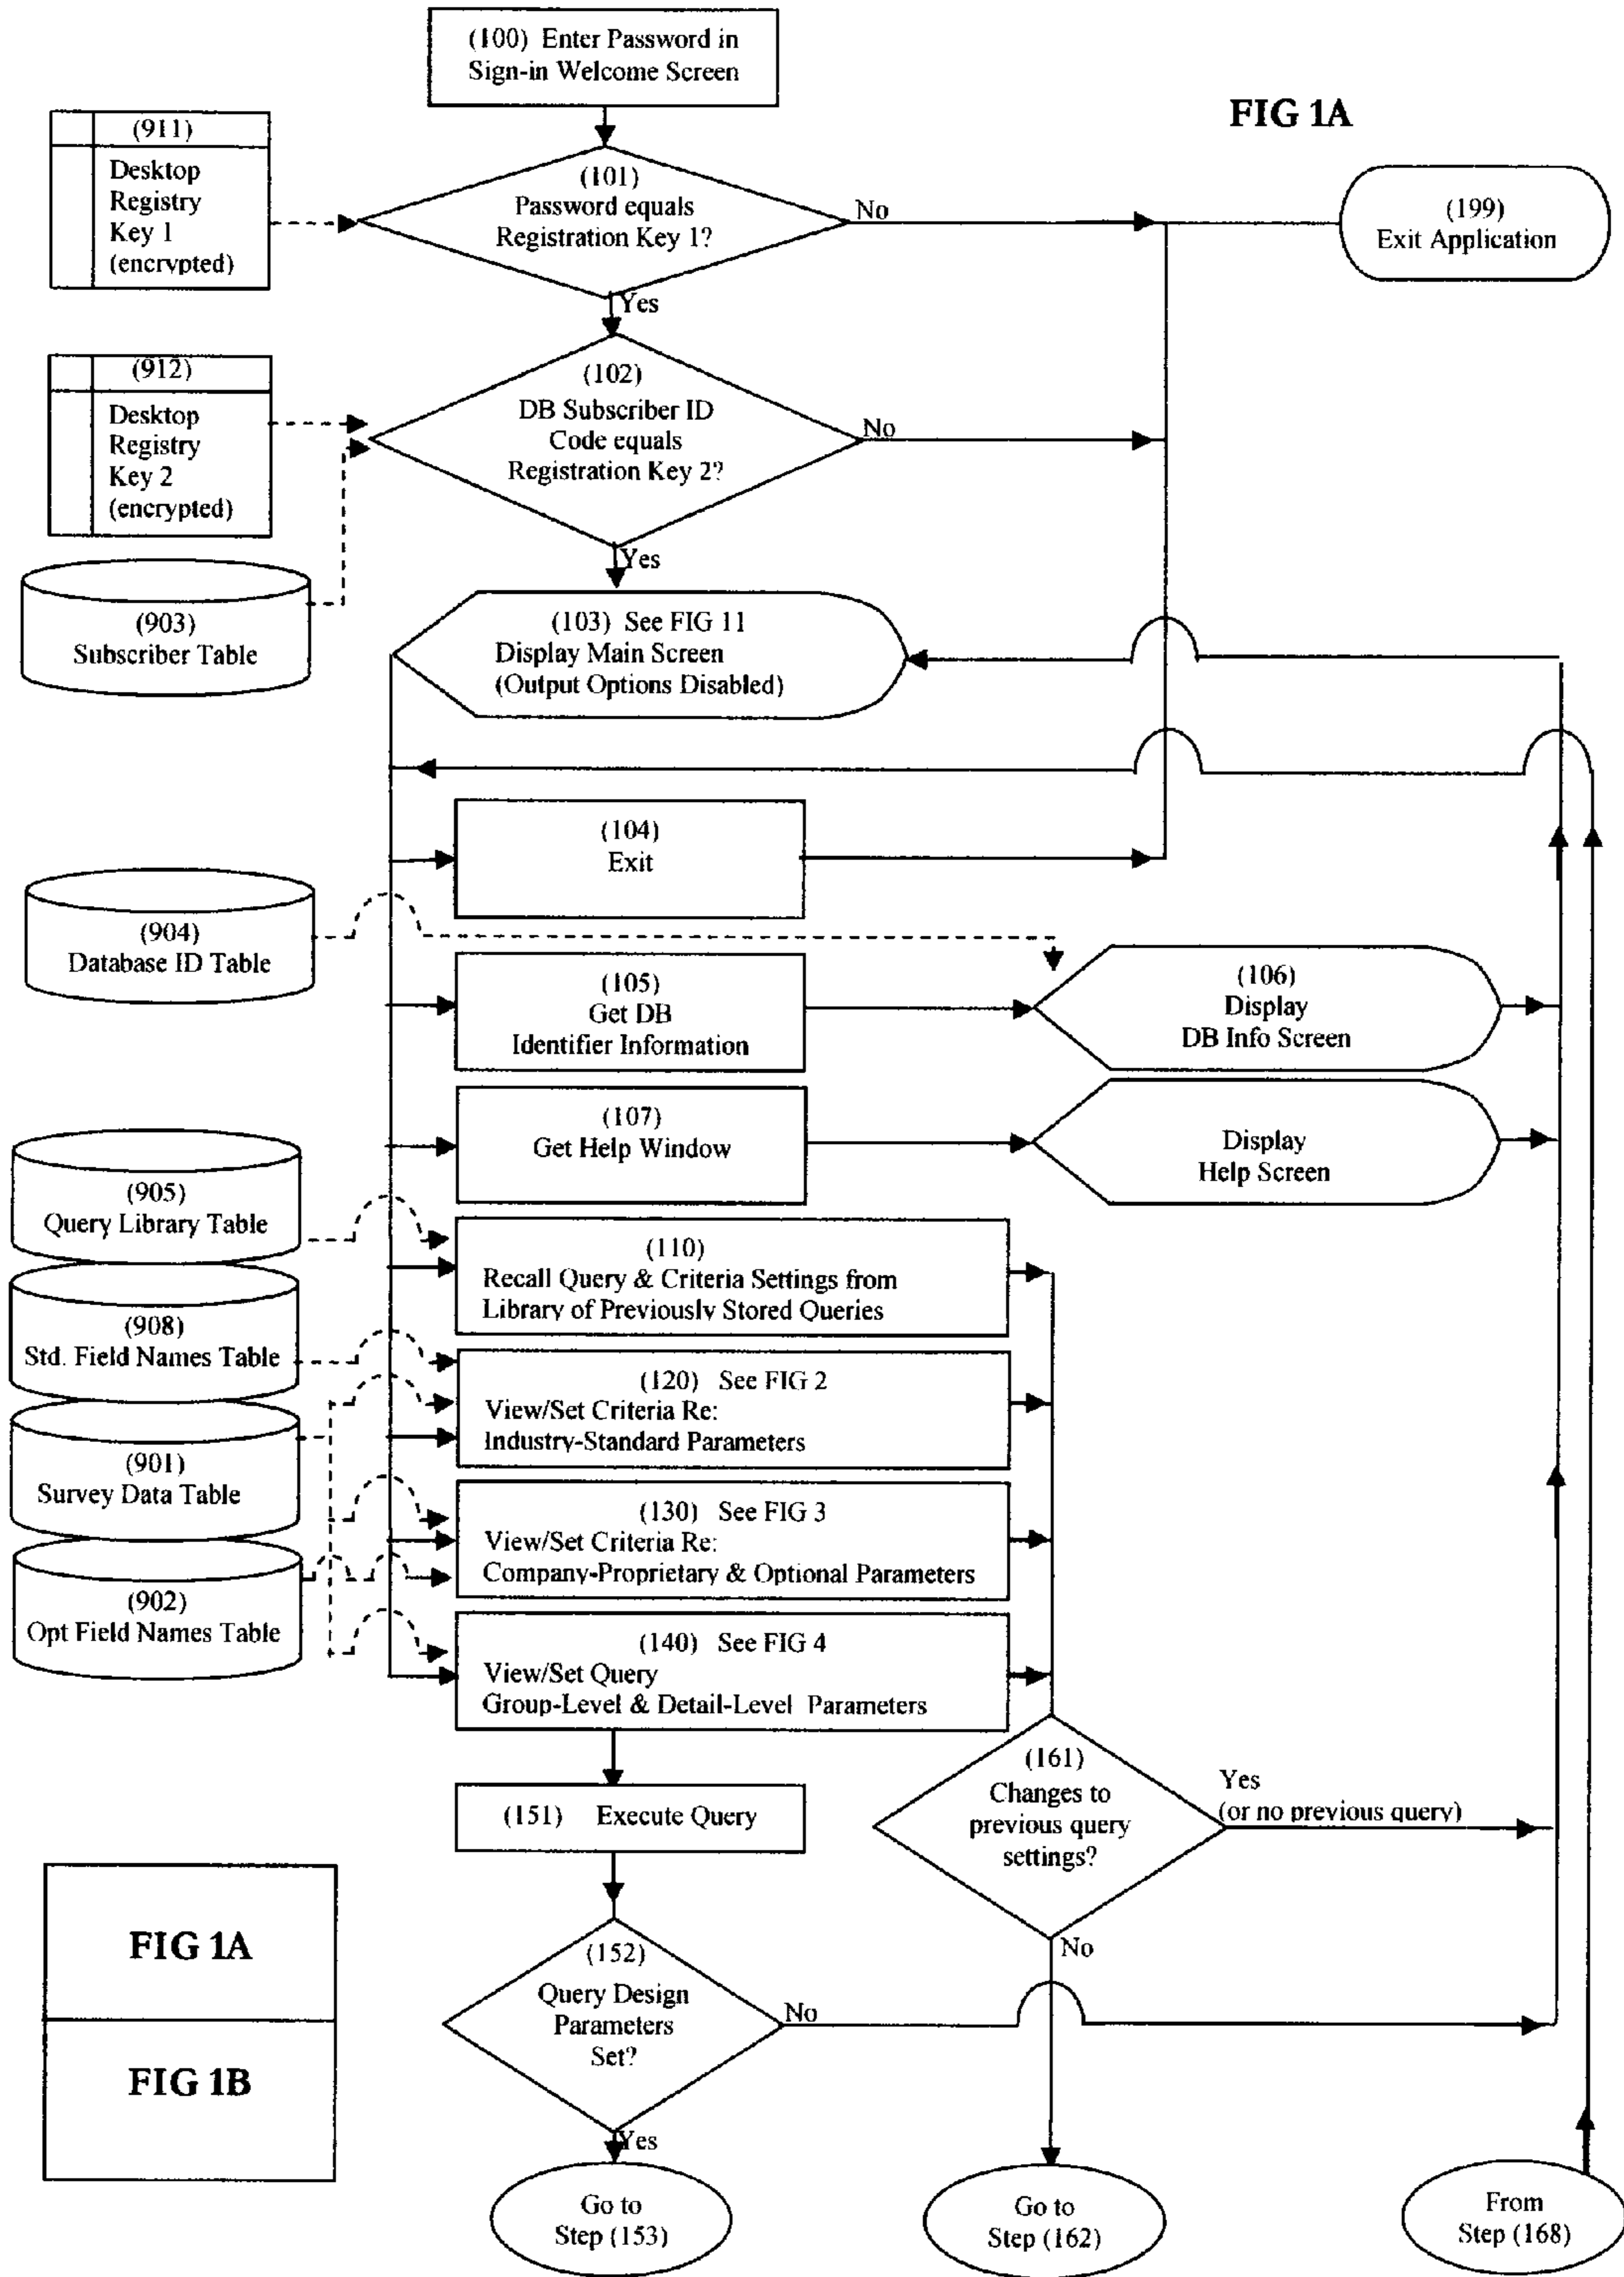 (100) Enter Password in
Sign-in Welcome Screen
FIG 1A
(911)
Desktop
Registry
Key 1
(encrypted)
(101)
Password equals
Registration Key 1?
No
(199)
Exit Application
Yes
(912)
Desktop
Registry
Key 2
(encrypted)
(102)
DB Subscriber ID
Code equals
Registration Key 2?
No
Yes
(903)
Subscriber Table
(103) See FIG 11
Display Main Screen
(Output Options Disabled)
(104)
Exit
(904)
Database ID Table
(105)
Get DB
Identifier Information
(106)
Display
DB Info Screen
(107)
Get Help Window
Display
Help Screen
(905)
Query Library Table
(110)
Recall Query & Criteria Settings from
Library of Previously Stored Queries
(908)
Std. Field Names Table
(120) See FIG 2
View/Set Criteria Re:
Industry-Standard Parameters
(901)
Survey Data Table
(130) See FIG 3
View/Set Criteria Re:
Company-Proprietary & Optional Parameters
(902)
Opt Field Names Table
(140) See FIG 4
View/Set Query
Group-Level & Detail-Level Parameters
(151) Execute Query
(161)
Changes to
previous query
settings?
Yes
(or no previous query)
No
FIG 1A
FIG 1B
(152)
Query Design
Parameters
Set?
No
Yes
Go to
Step (153)
Go to
Step (162)
From
Step (168)